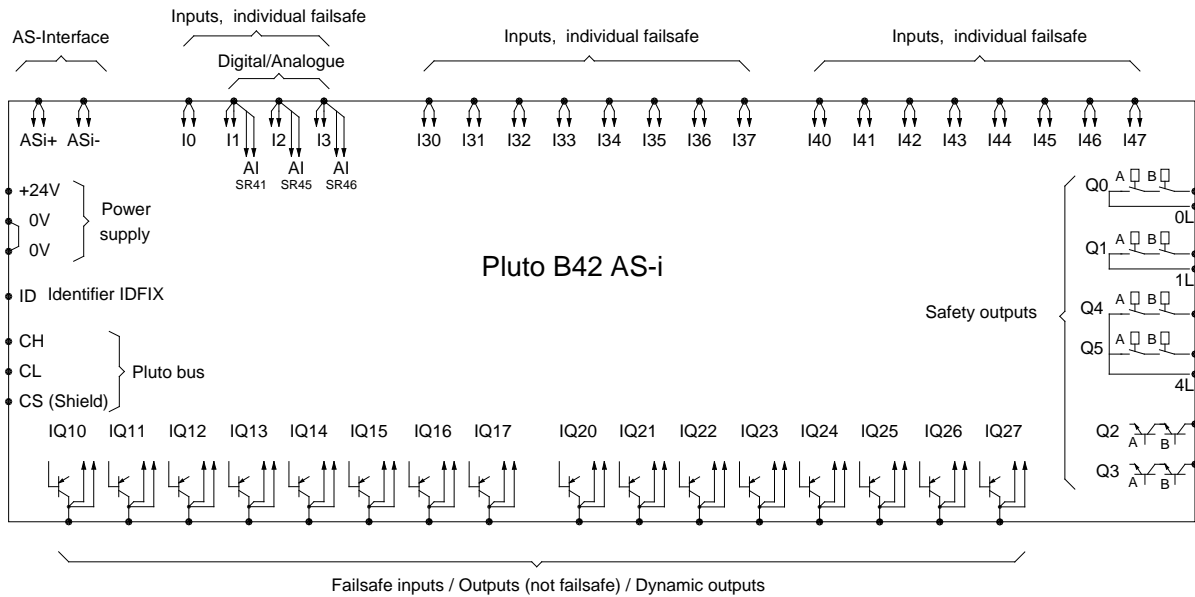 Inputs, individual failsafe
AS-Interface
Inputs, individual failsafe
Inputs, individual failsafe
Digital/Analogue
ASi+ ASi- I0 I1 I2 I3 I30 I31 I32 I33 I34 I35 I36 I37 I40 I41 I42 I43 I44 I45 I46 I47
AI AI AI
SR41 SR45 SR46
+24V
0V
0V
Power
supply
ID Identifier IDFIX
CH
CL
CS (Shield)
Pluto bus
Pluto B42 AS-i
Safety outputs
Q0 A B
0L
Q1 A B
1L
Q4 A B
Q5 A B
4L
Q2 A B
Q3 A B
IQ10 IQ11 IQ12 IQ13 IQ14 IQ15 IQ16 IQ17 IQ20 IQ21 IQ22 IQ23 IQ24 IQ25 IQ26 IQ27
Failsafe inputs / Outputs (not failsafe) / Dynamic outputs